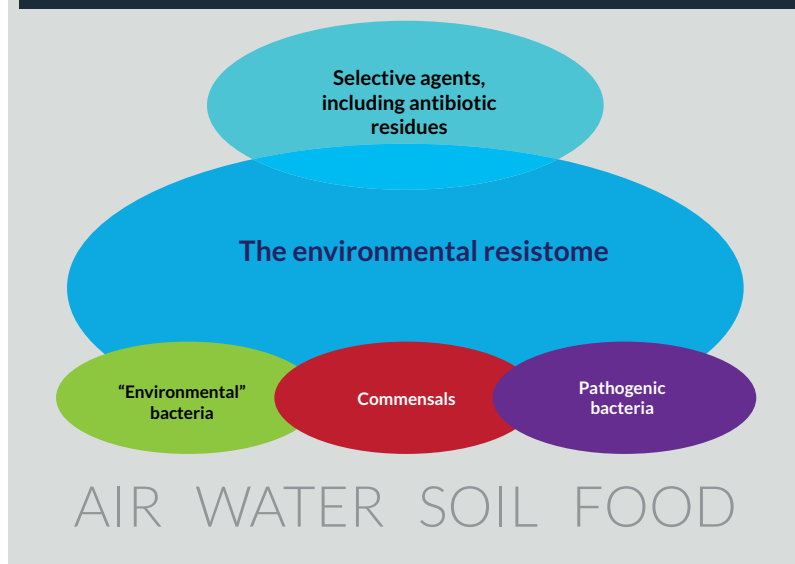 Selective agents,
including antibiotic
residues
The environmental resistome
“Environmental”
bacteria
Commensals
Pathogenic
bacteria
AIR WATER SOIL FOOD